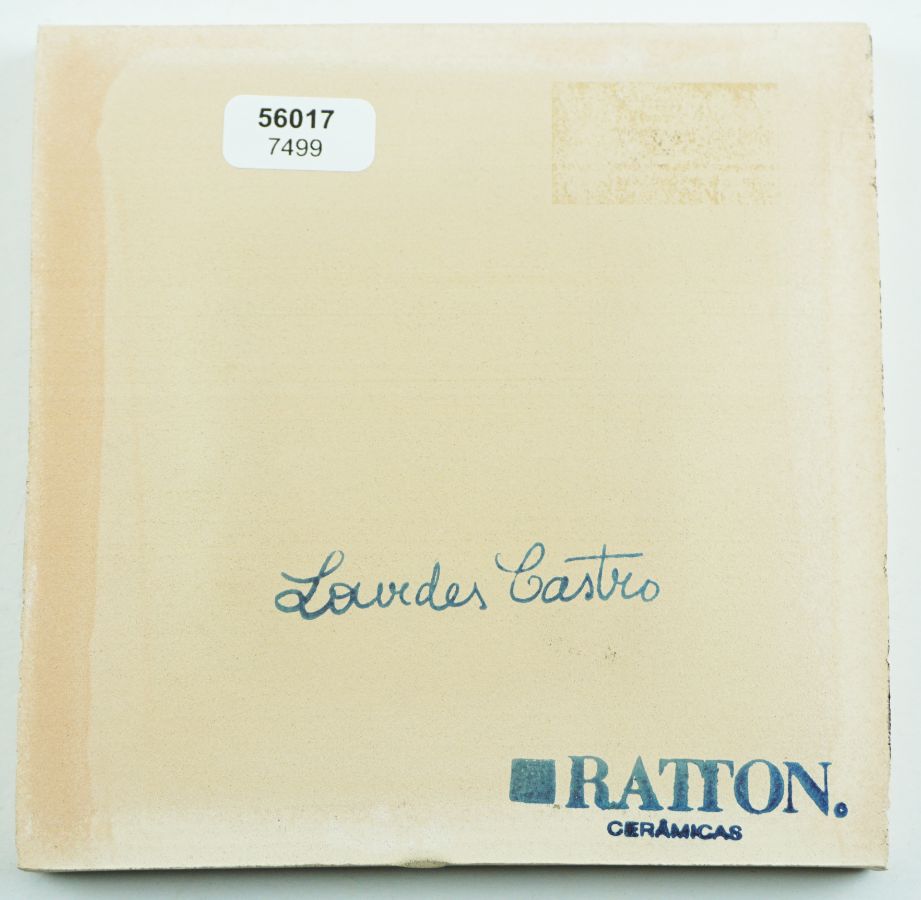 56017
7499
Lourdes Castro
RATTON.
CERÂMICAS